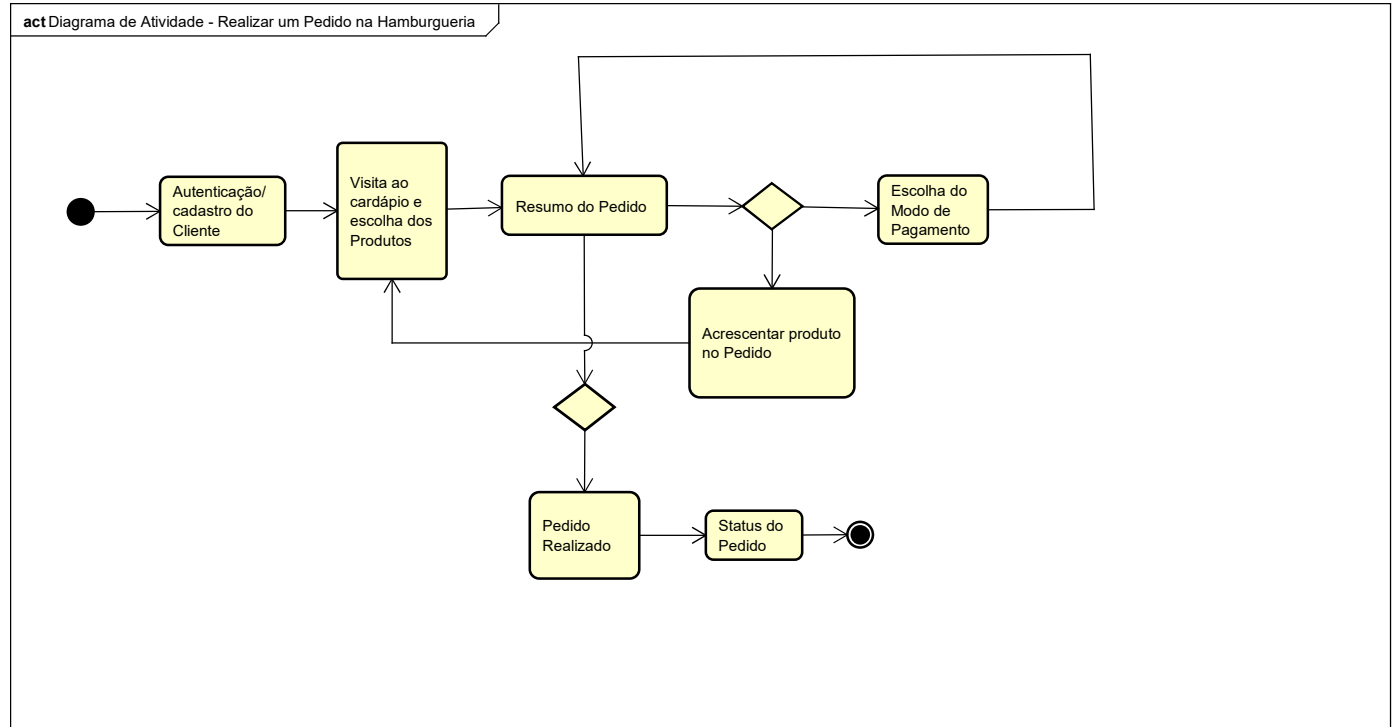 act Diagrama de Atividade - Realizar um Pedido na Hamburgueria
Autenticação/
cadastro do
Cliente
Visita ao
cardápio e
escolha dos
Produtos
Resumo do Pedido
Escolha do
Modo de
Pagamento
Acrescentar produto
no Pedido
Pedido
Realizado
Status do
Pedido